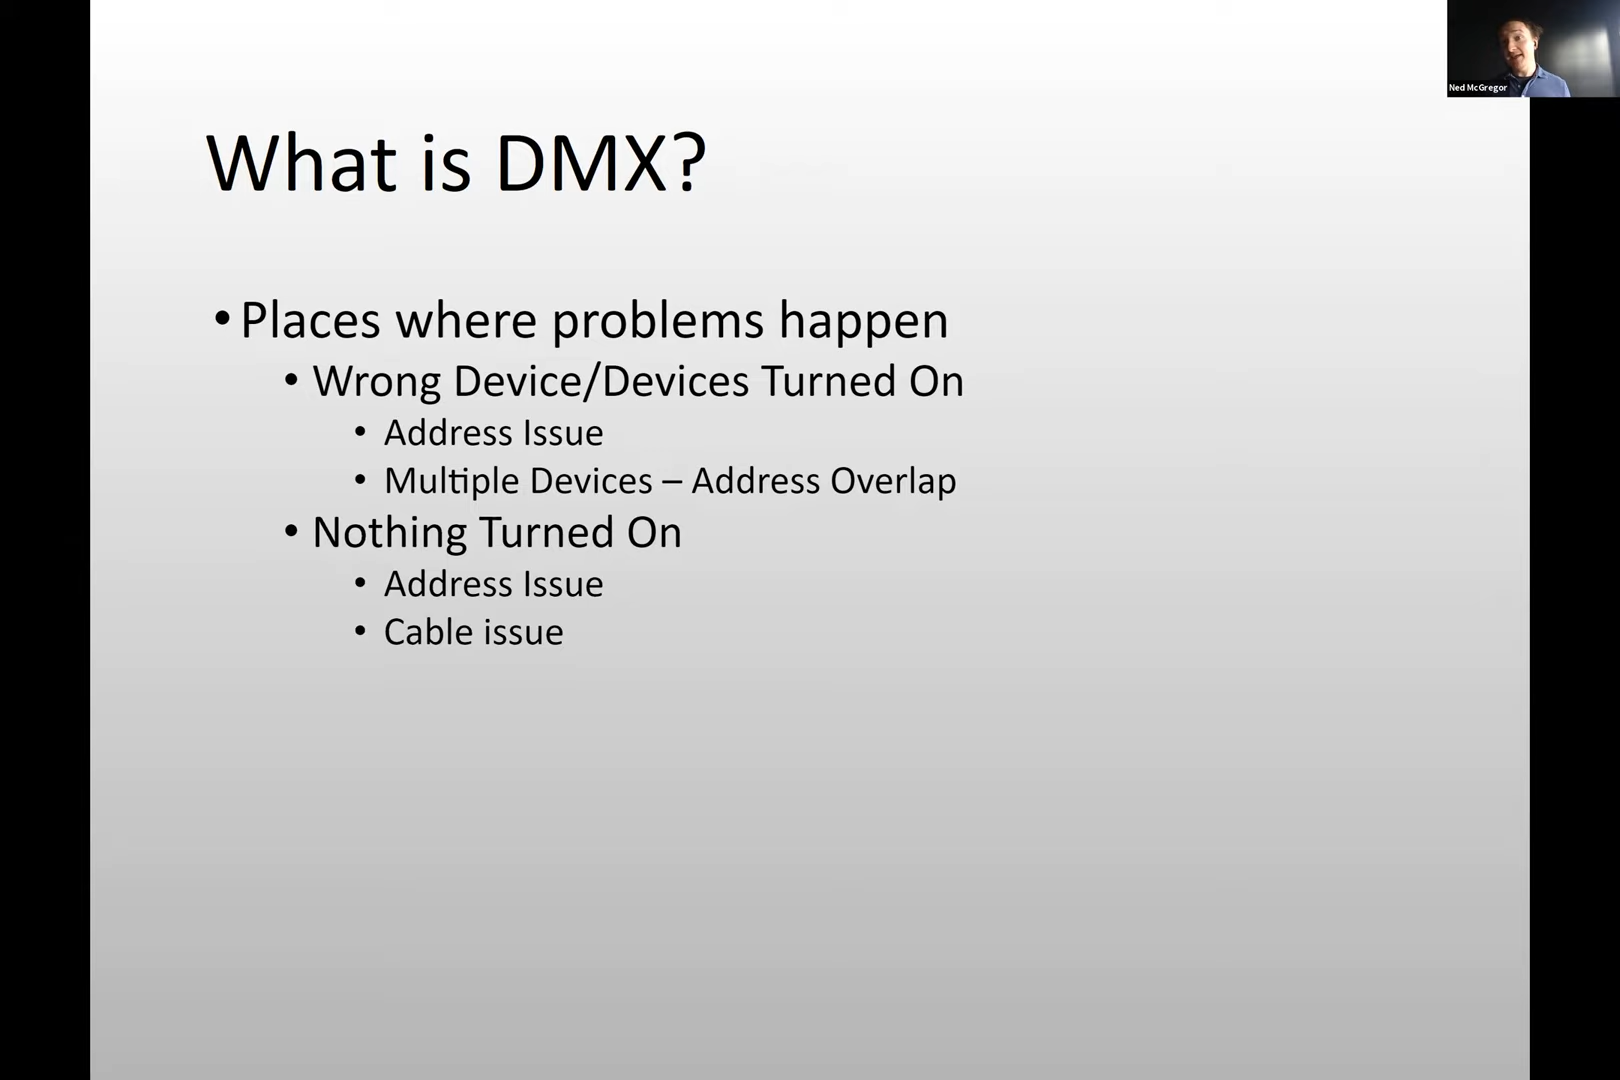 Ned McGregor
What is DMX?
• Places where problems happen
• Wrong Device/Devices Turned On
• Address Issue
• Multiple Devices – Address Overlap
• Nothing Turned On
• Address Issue
• Cable issue